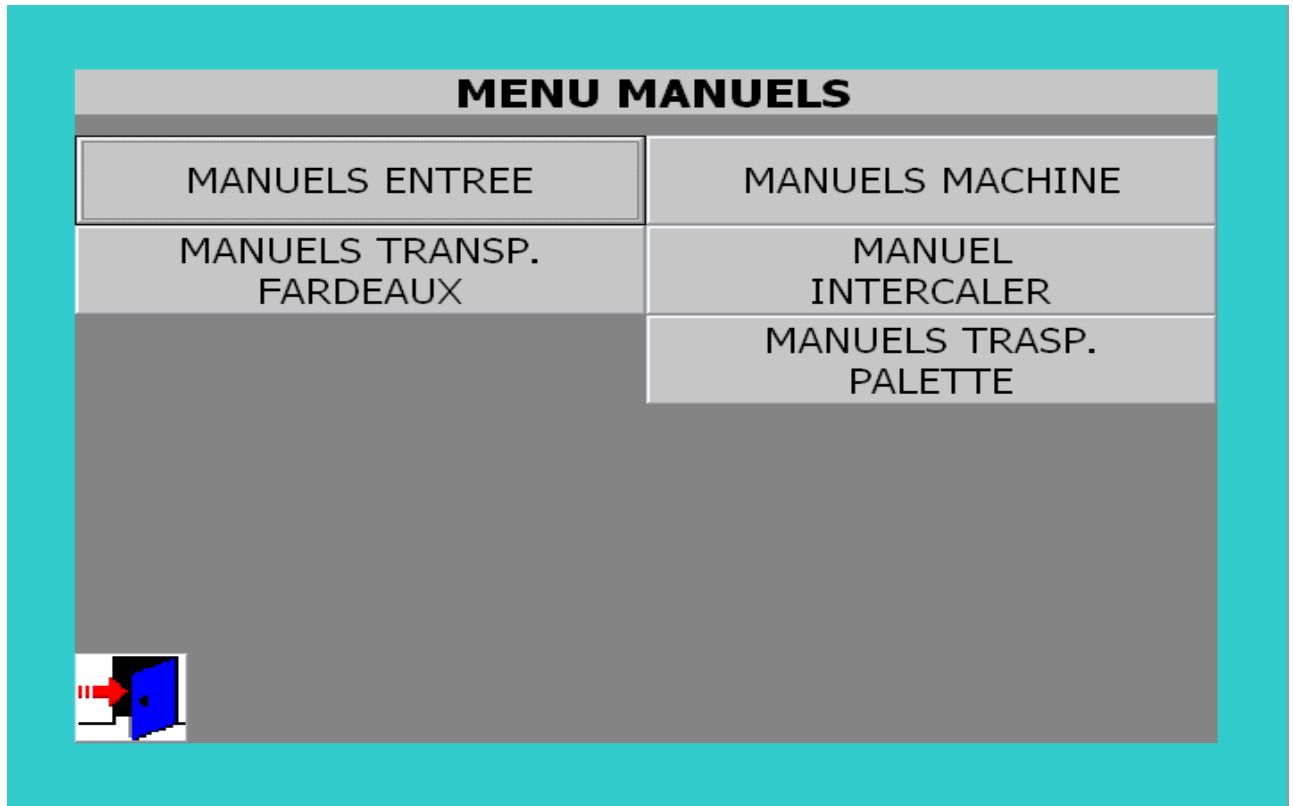 MENU MANUELS
MANUELS ENTREE
MANUELS MACHINE
MANUELS TRANSP.
FARDEAUX
MANUEL
INTERCALER
MANUELS TRASP.
PALETTE